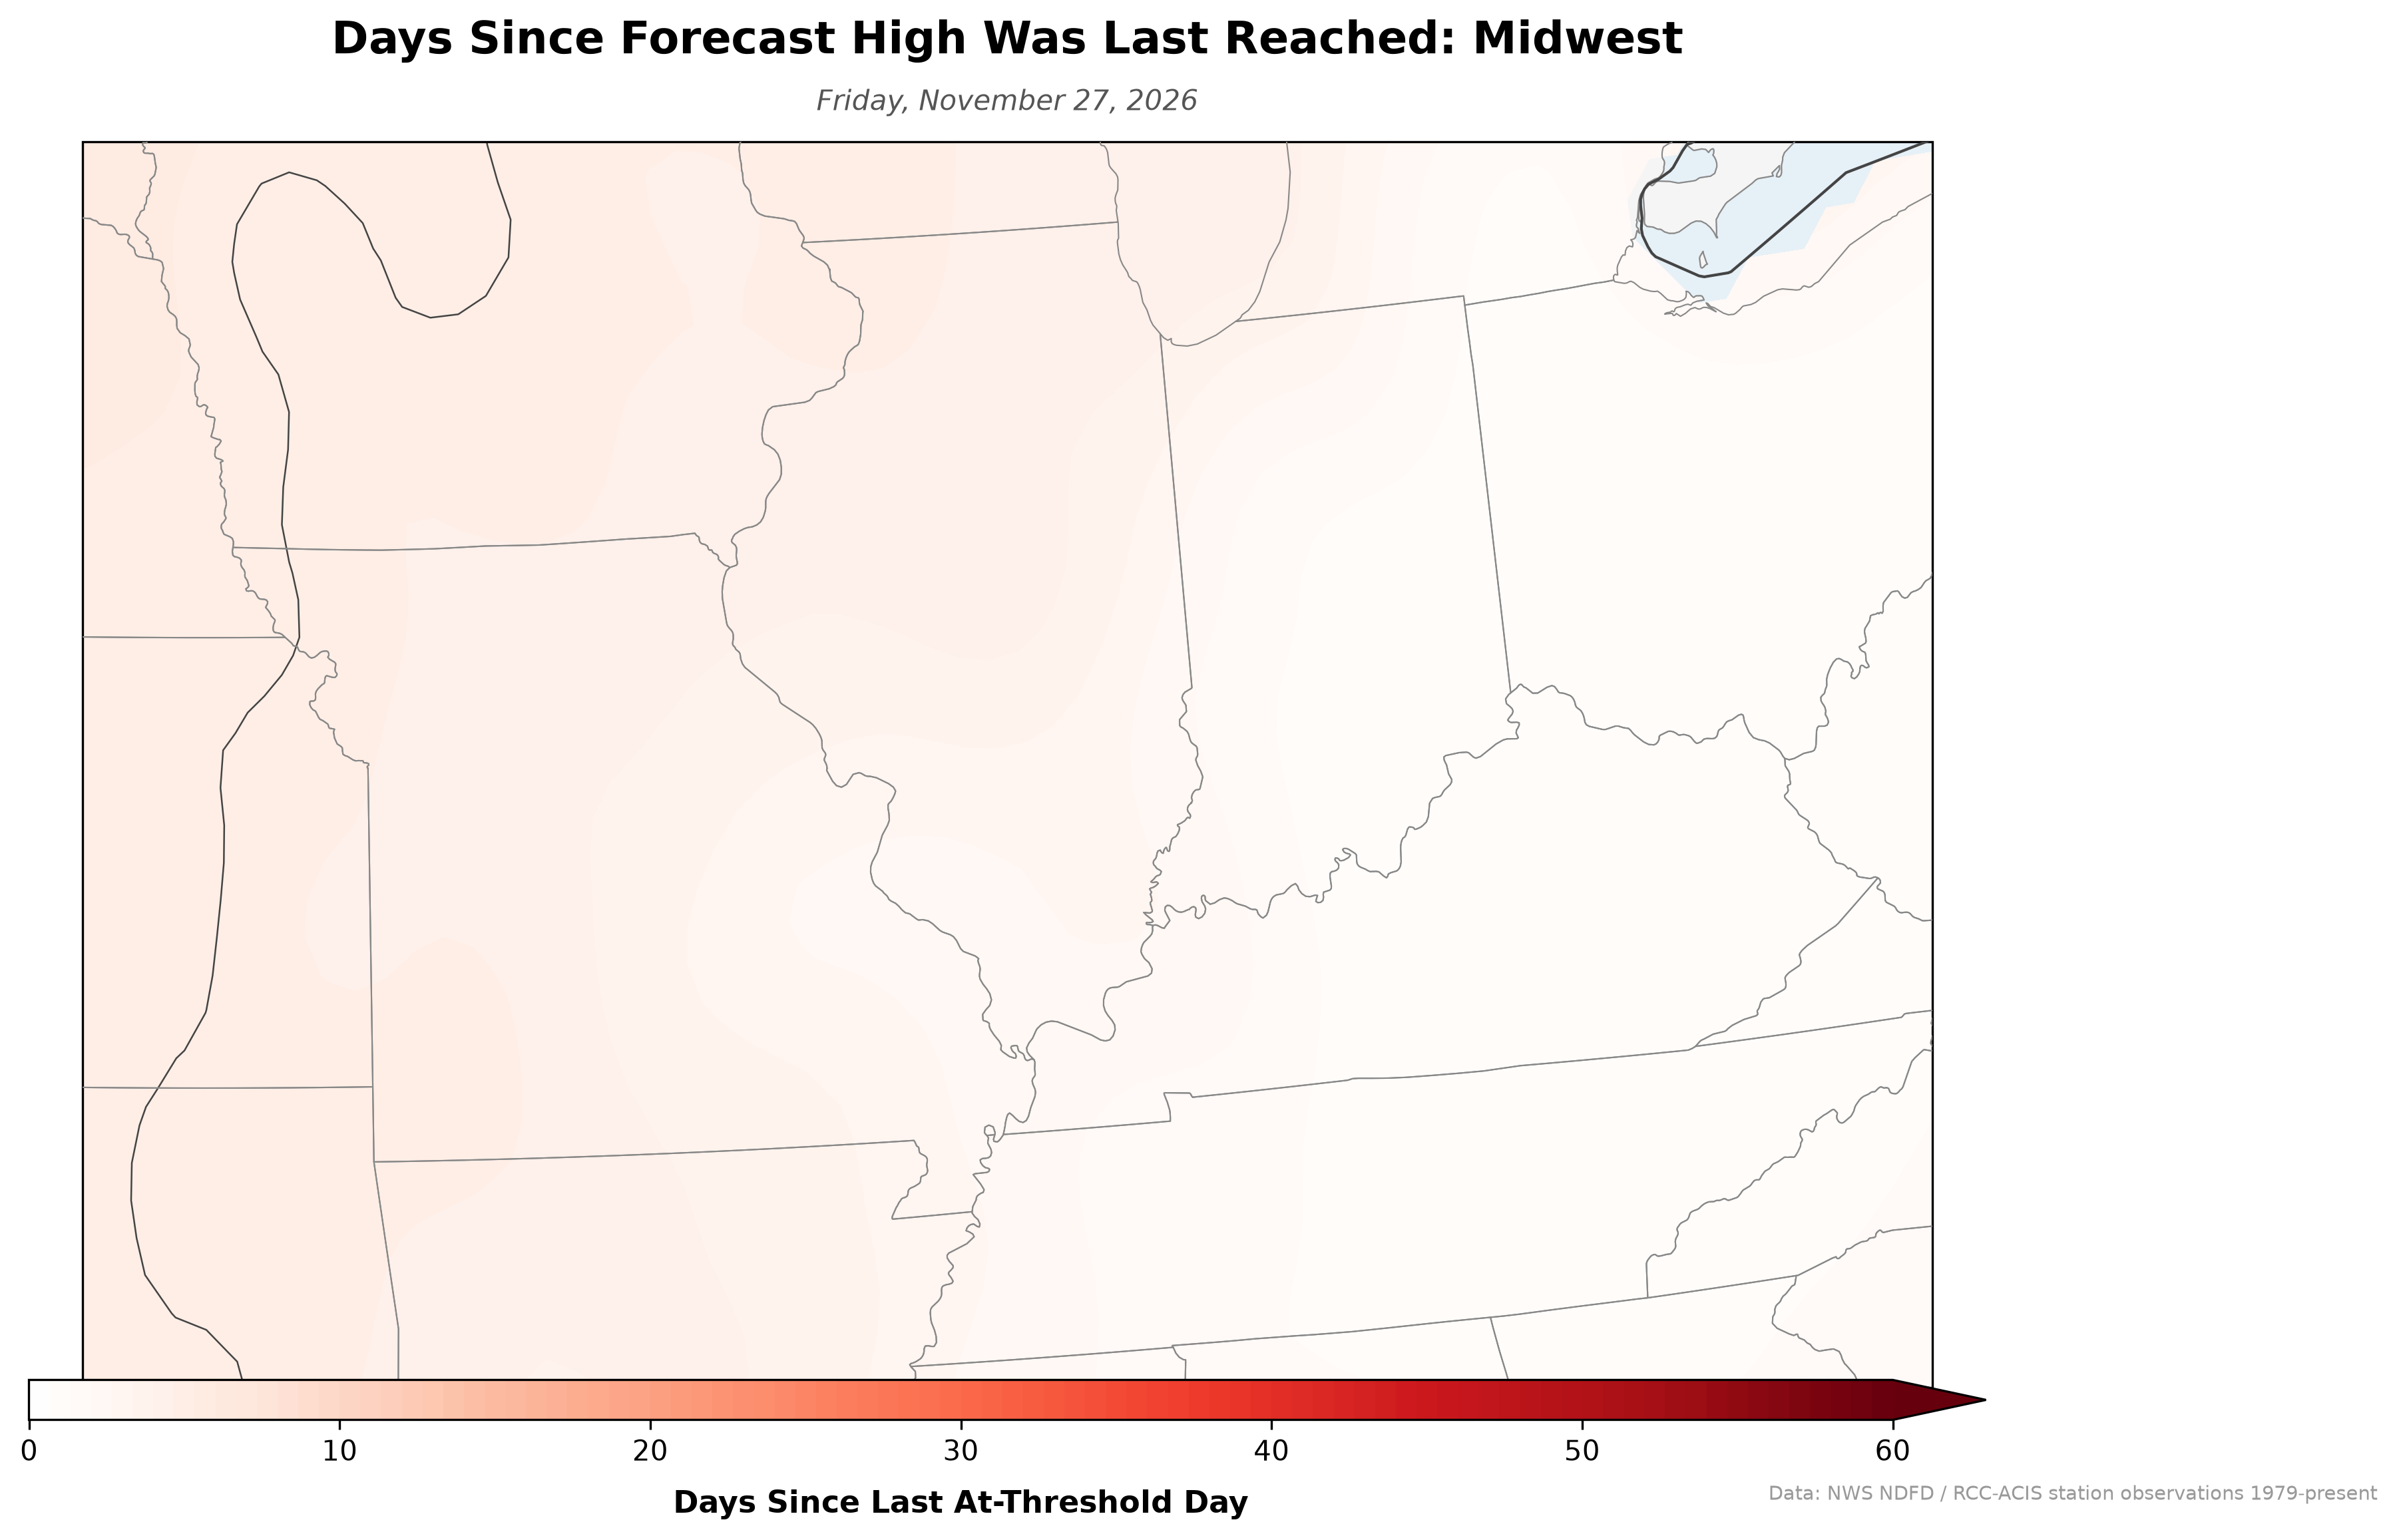 Days Since Forecast High Was Last Reached: Midwest
Friday, November 27, 2026
0 10 20 30 40 50 60
Days Since Last At-Threshold Day
Data: NWS NDFD / RCC-ACIS station observations 1979-present